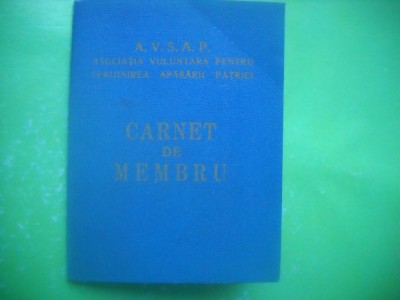 A. V. S. A. P.
ASOCIAȚIA VOLUNTARĂ PENTRU
SPRIJINIREA APĂRĂRII PATRIEI
CARNET
DE
MEMBRU